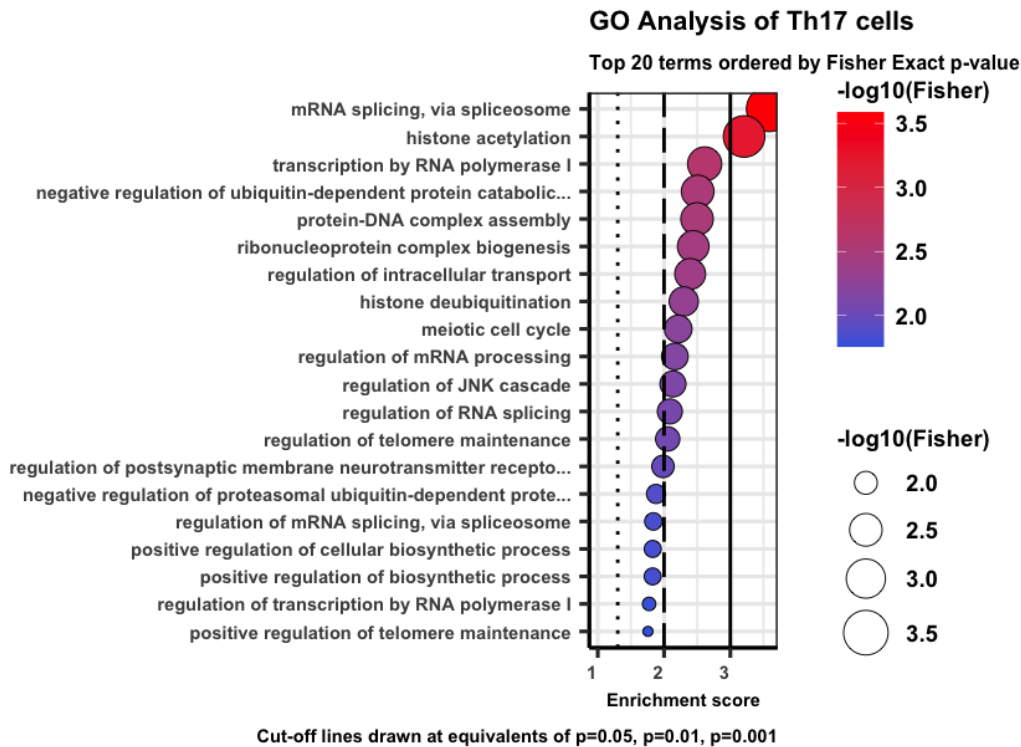 GO Analysis of Th17 cells
Top 20 terms ordered by Fisher Exact p-value
mRNA splicing, via spliceosome
histone acetylation
transcription by RNA polymerase I
negative regulation of ubiquitin-dependent protein catabolic...
protein-DNA complex assembly
ribonucleoprotein complex biogenesis
regulation of intracellular transport
histone deubiquitination
meiotic cell cycle
regulation of mRNA processing
regulation of JNK cascade
regulation of RNA splicing
regulation of telomere maintenance
regulation of postsynaptic membrane neurotransmitter recepto...
negative regulation of proteasomal ubiquitin-dependent prote...
regulation of mRNA splicing, via spliceosome
positive regulation of cellular biosynthetic process
positive regulation of biosynthetic process
regulation of transcription by RNA polymerase I
positive regulation of telomere maintenance
1 2 3
Enrichment score
Cut-off lines drawn at equivalents of p=0.05, p=0.01, p=0.001
-log10(Fisher)
3.5
3.0
2.5
2.0
-log10(Fisher)
2.0
2.5
3.0
3.5